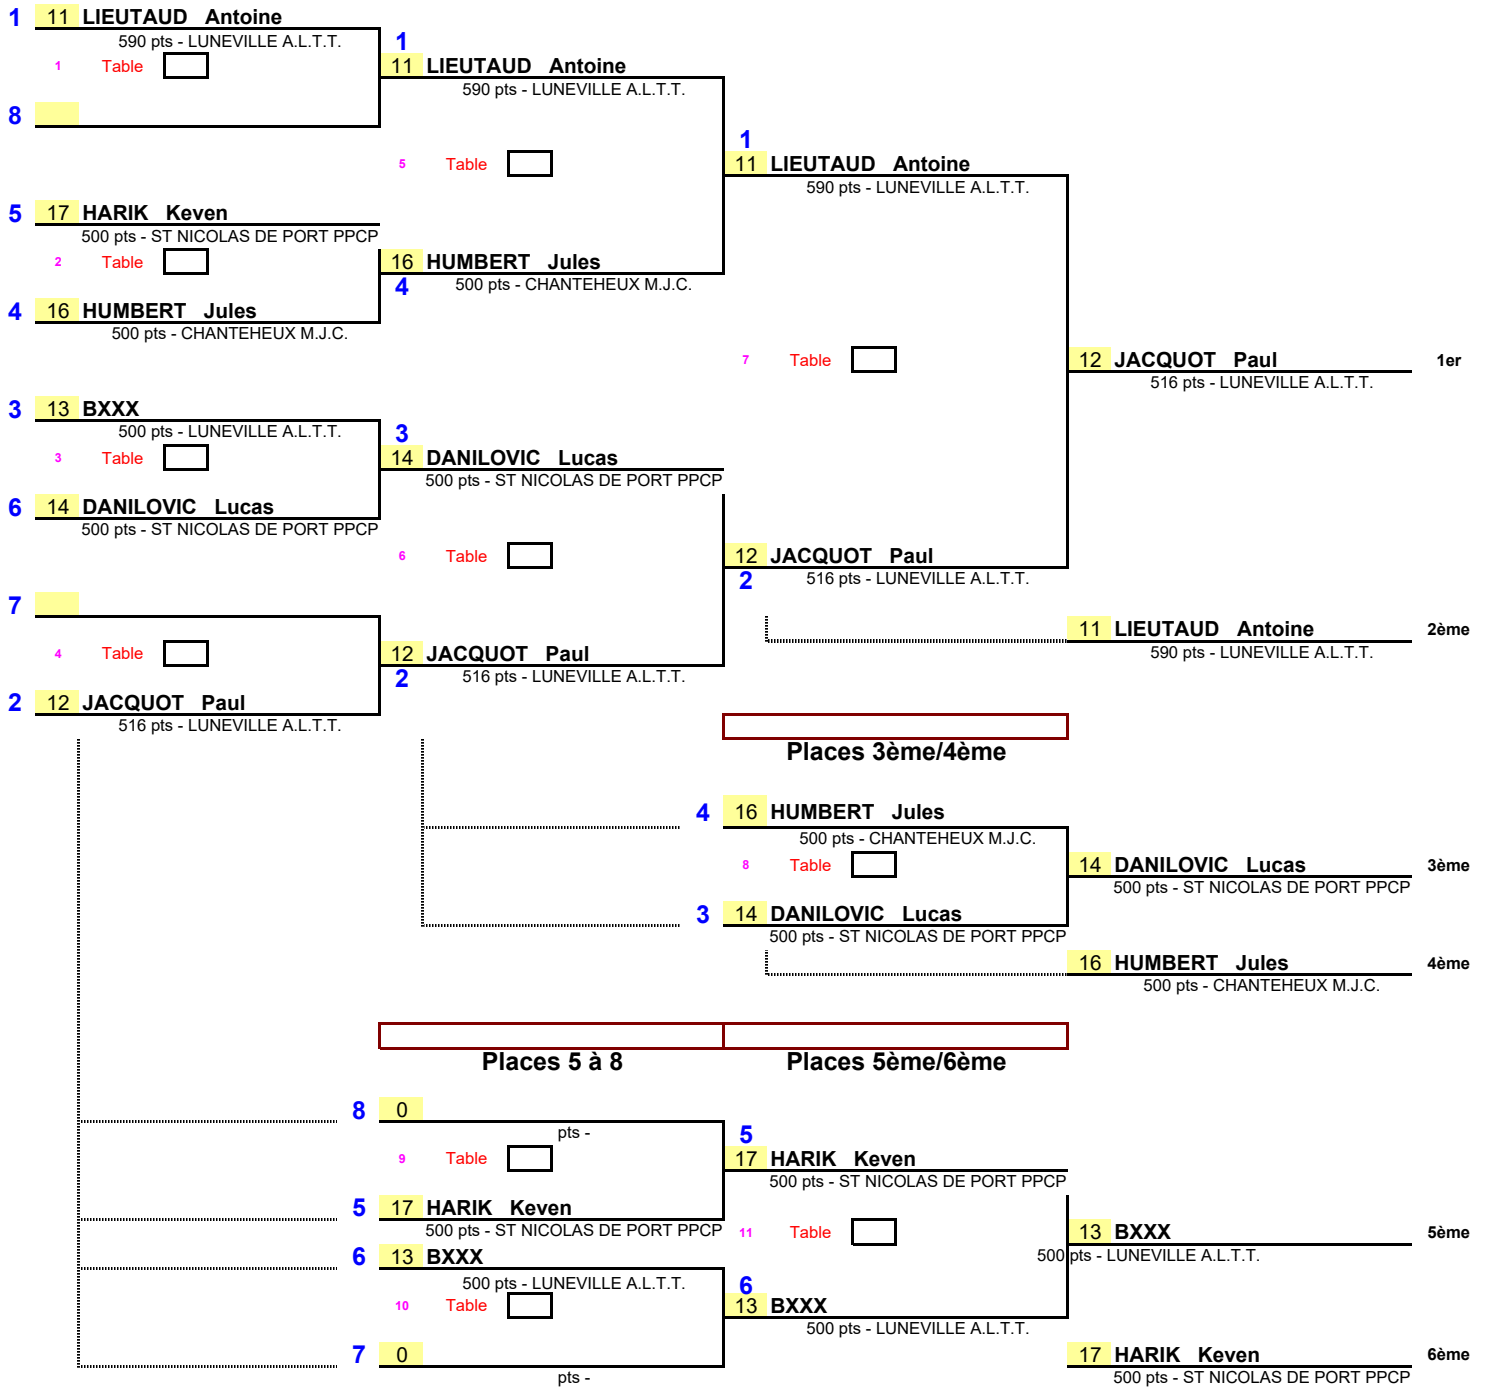 1 11 LIEUTAUD Antoine
590 pts - LUNEVILLE A.L.T.T.
1
1 Table
11 LIEUTAUD Antoine
590 pts - LUNEVILLE A.L.T.T.
8
1
5 Table
11 LIEUTAUD Antoine
590 pts - LUNEVILLE A.L.T.T.
5 17 HARIK Keven
500 pts - ST NICOLAS DE PORT PPCP
2 Table
16 HUMBERT Jules
4
500 pts - CHANTEHEUX M.J.C.
4 16 HUMBERT Jules
500 pts - CHANTEHEUX M.J.C.
7 Table
12 JACQUOT Paul 1er
516 pts - LUNEVILLE A.L.T.T.
3 13 BXXX
500 pts - LUNEVILLE A.L.T.T.
3
3 Table
14 DANILOVIC Lucas
500 pts - ST NICOLAS DE PORT PPCP
6 14 DANILOVIC Lucas
500 pts - ST NICOLAS DE PORT PPCP
6 Table
12 JACQUOT Paul
2
516 pts - LUNEVILLE A.L.T.T.
7
11 LIEUTAUD Antoine 2ème
590 pts - LUNEVILLE A.L.T.T.
4 Table
12 JACQUOT Paul
2
516 pts - LUNEVILLE A.L.T.T.
2 12 JACQUOT Paul
516 pts - LUNEVILLE A.L.T.T.
Places 3ème/4ème
4 16 HUMBERT Jules
500 pts - CHANTEHEUX M.J.C.
8 Table
14 DANILOVIC Lucas 3ème
500 pts - ST NICOLAS DE PORT PPCP
3 14 DANILOVIC Lucas
500 pts - ST NICOLAS DE PORT PPCP
16 HUMBERT Jules 4ème
500 pts - CHANTEHEUX M.J.C.
Places 5 à 8 Places 5ème/6ème
8 0
pts -
5
9 Table
17 HARIK Keven
500 pts - ST NICOLAS DE PORT PPCP
5 17 HARIK Keven
500 pts - ST NICOLAS DE PORT PPCP
11 Table
13 BXXX 5ème
500 pts - LUNEVILLE A.L.T.T.
6 13 BXXX
500 pts - LUNEVILLE A.L.T.T.
6
10 Table
13 BXXX
500 pts - LUNEVILLE A.L.T.T.
7 0
pts -
17 HARIK Keven 6ème
500 pts - ST NICOLAS DE PORT PPCP